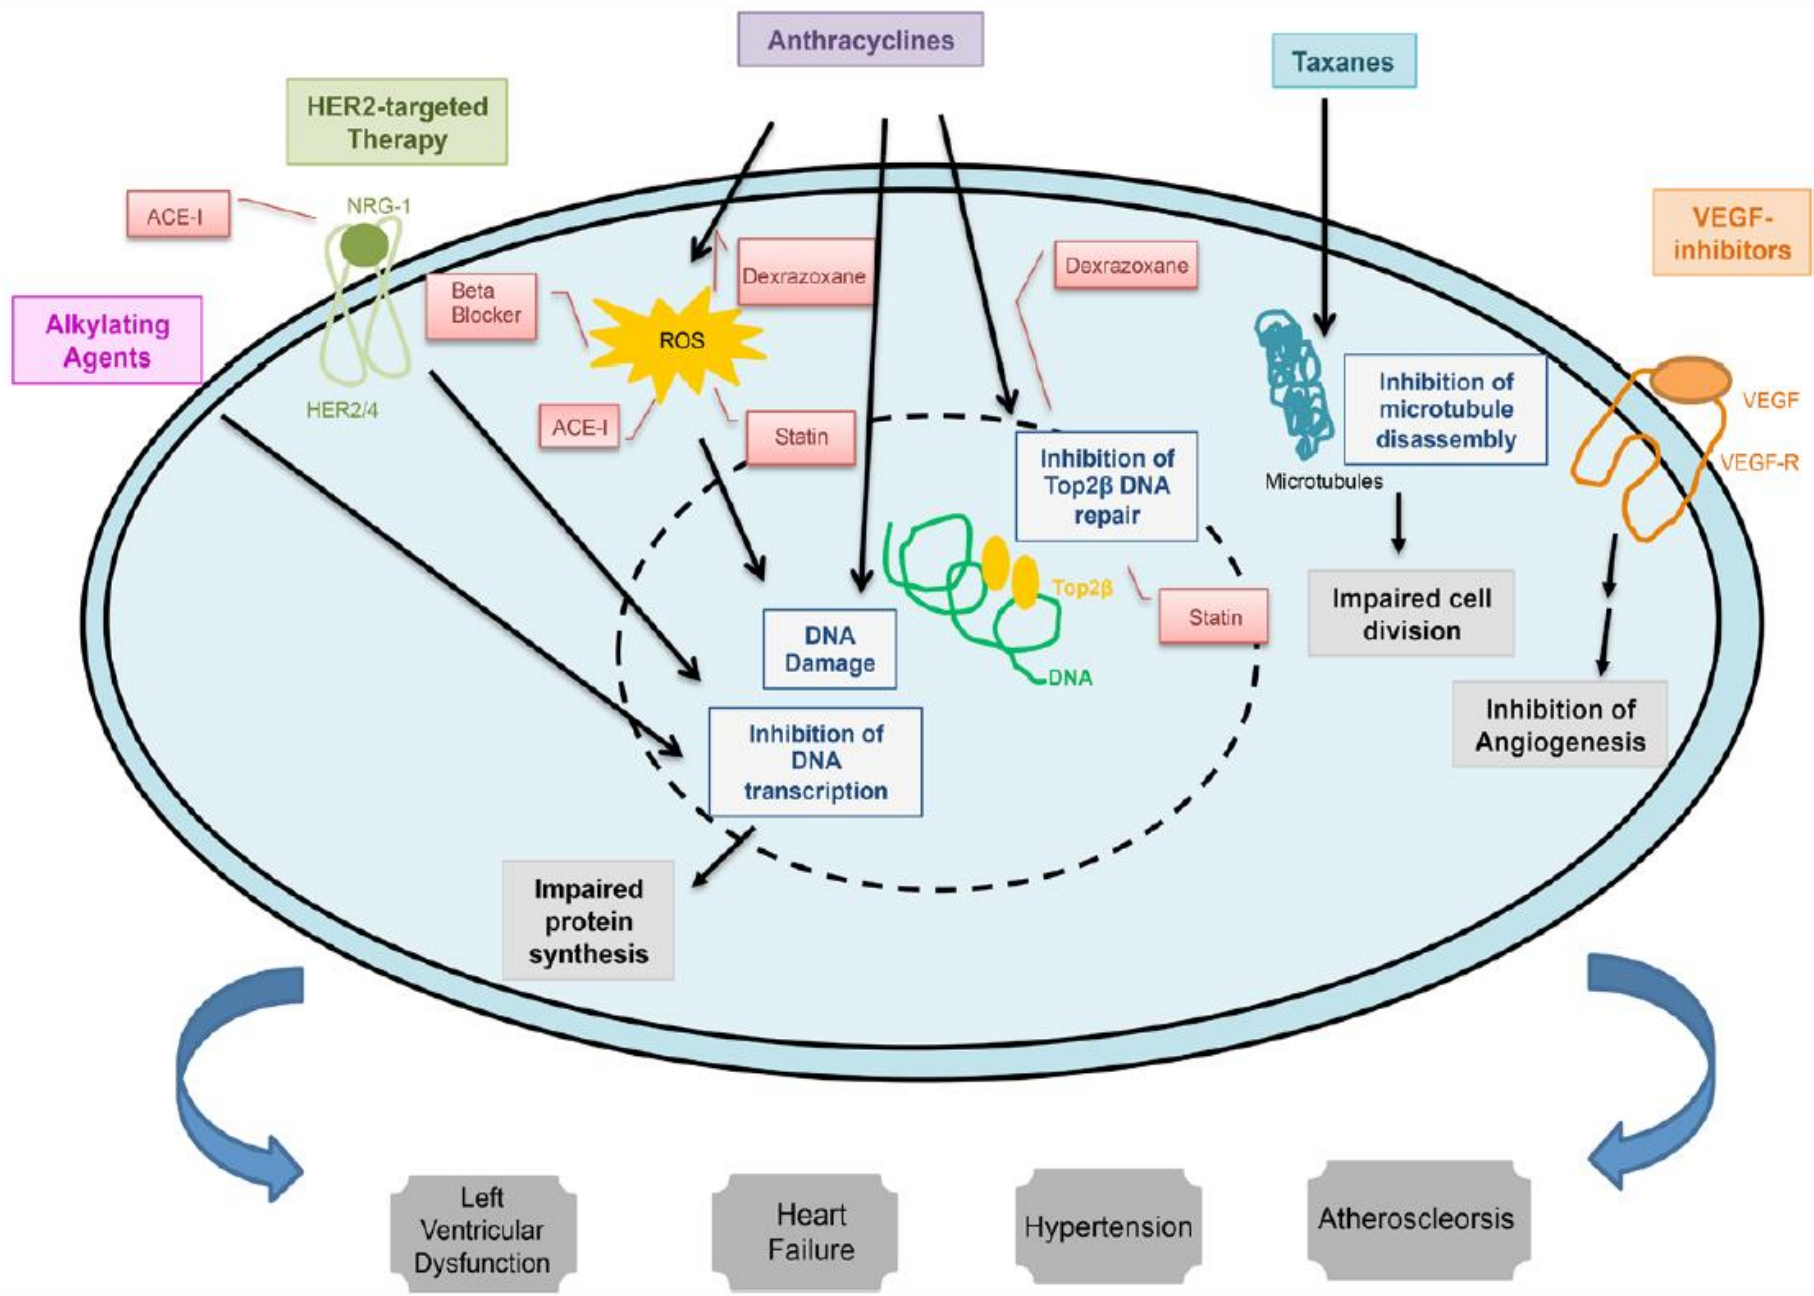 Anthracyclines
Taxanes
HER2-targeted
Therapy
ACE-I
NRG-1
VEGF-
inhibitors
Alkylating
Agents
Beta
Blocker
Dexrazoxane
Dexrazoxane
ROS
HER2/4
ACE-I
Statin
Inhibition of
microtubule
disassembly
VEGF
VEGF-R
Microtubules
Inhibition of
Top2β DNA
repair
Top2β
Statin
DNA
Impaired cell
division
DNA
Damage
Inhibition of
Angiogenesis
Inhibition of
DNA
transcription
Impaired
protein
synthesis
Left
Ventricular
Dysfunction
Heart
Failure
Hypertension
Atheroscleorsis